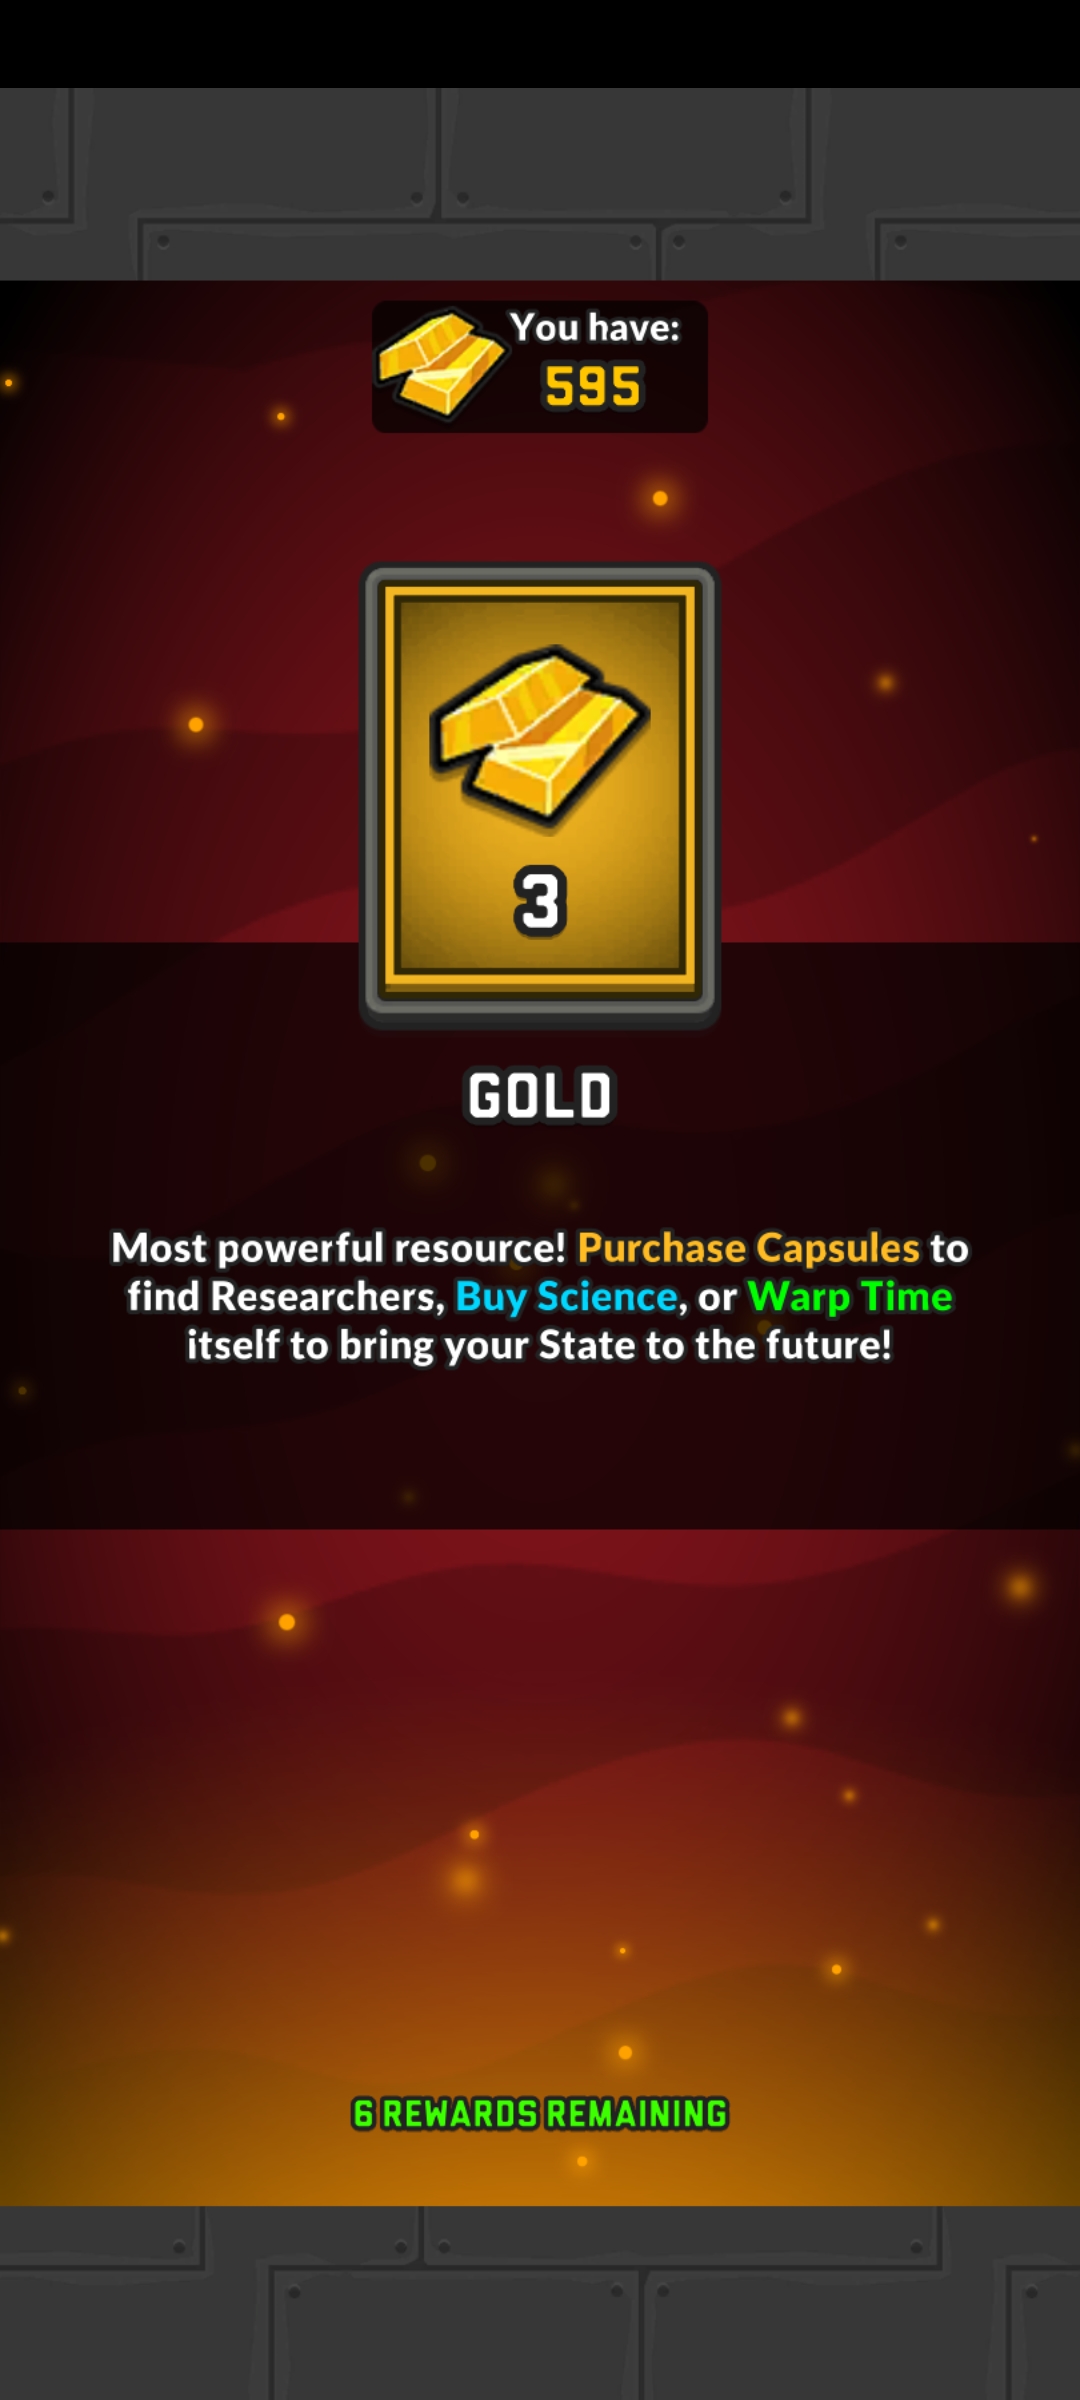 You have:
595
3
GOLD
Most powerful resource! Purchase Capsules to
find Researchers, Buy Science, or Warp Time
itself to bring your State to the future!
6 REWARDS REMAINING